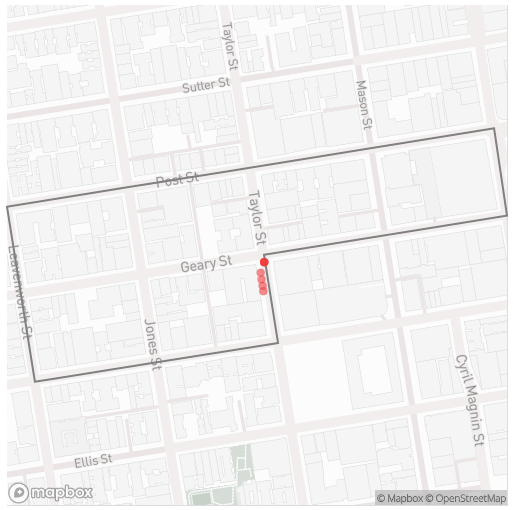 Taylor St
Sutter St
Mason St
Post St
Taylor St
Geary St
Leavenworth St
Jones St
Cyril Magnin St
Ellis St
mapbox
© Mapbox © OpenStreetMap